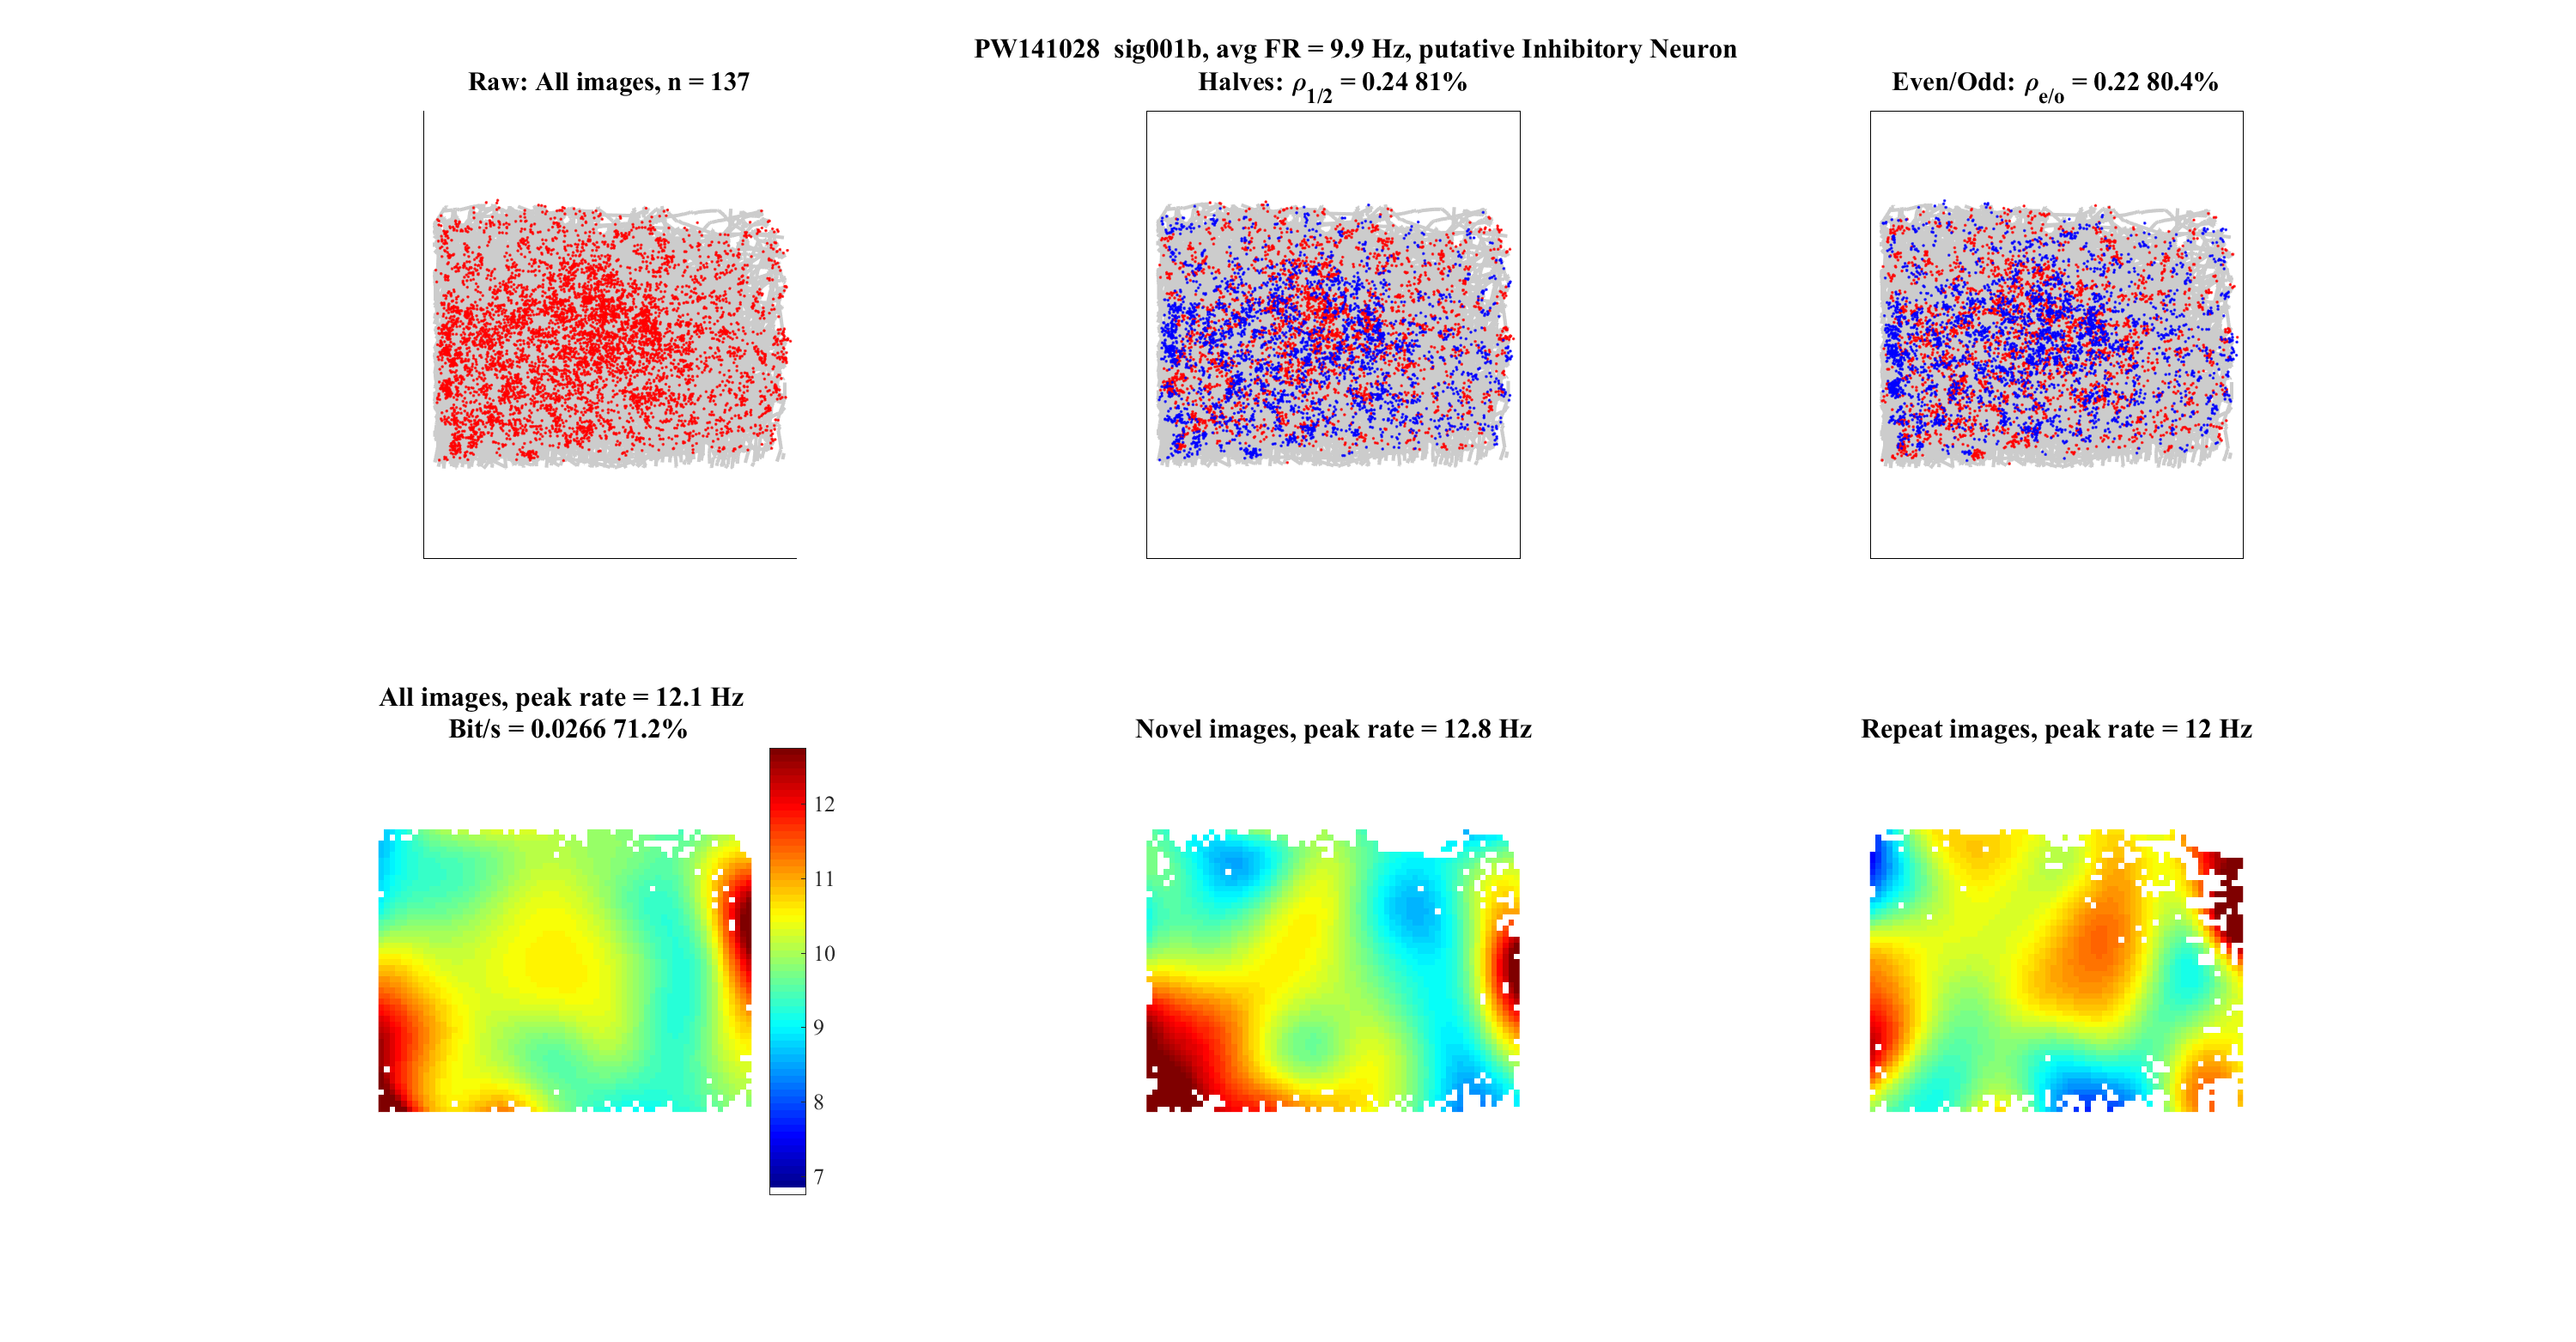 PW141028 sig001b, avg FR = 9.9 Hz, putative Inhibitory Neuron
Raw: All images, n = 137
Halves: ρ1/2 = 0.24 81%
Even/Odd: ρe/o = 0.22 80.4%
All images, peak rate = 12.1 Hz
Bit/s = 0.0266 71.2%
Novel images, peak rate = 12.8 Hz
Repeat images, peak rate = 12 Hz
12
11
10
9
8
7